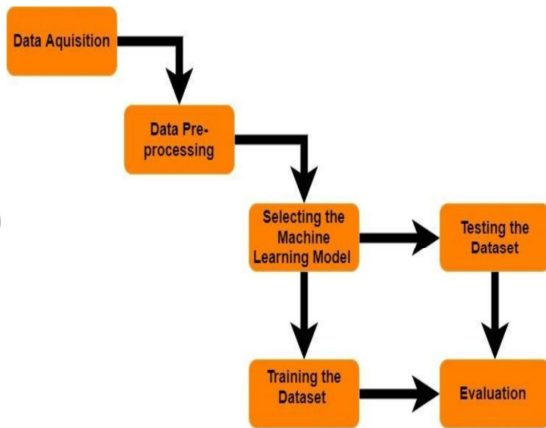 Data Aquisition
Data Pre-
processing
Selecting the
Machine
Learning Model
Testing the
Dataset
Training the
Dataset
Evaluation